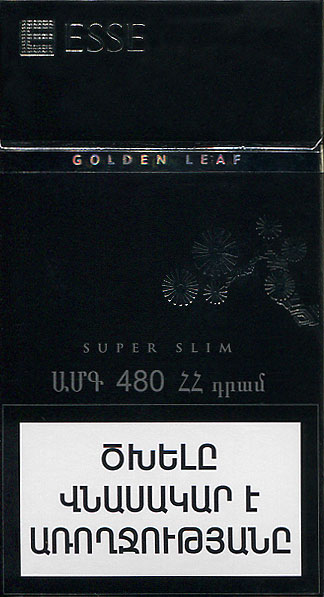 ESSE
GOLDEN LEAF
SUPER SLIM
ԱՄԳ 480 ՀՀ դրամ
ԾԽԵԼԸ
ՎՆԱՍԱԿԱՐ Է
ԱՌՈՂՋՈՒԹՅԱՆԸ